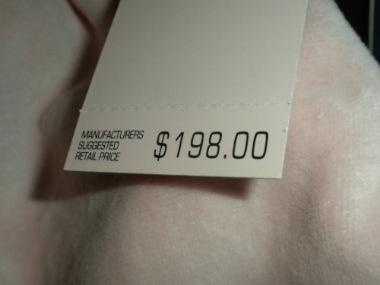 MANUFACTURERS
SUGGESTED
RETAIL PRICE
$198.00